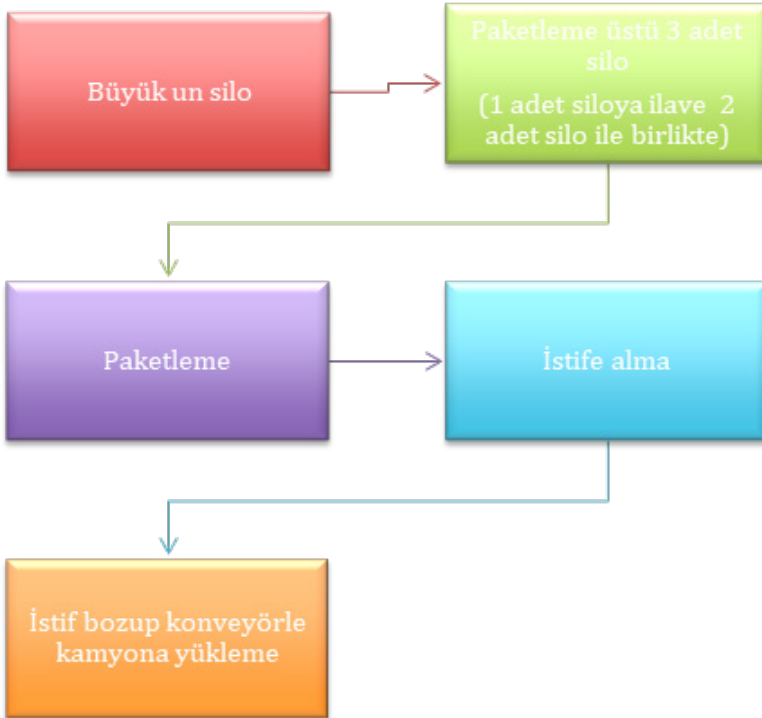 Büyük un silo
Paketleme üstü 3 adet
silo
(1 adet siloya ilave 2
adet silo ile birlikte)
Paketleme
İstife alma
İstif bozup konveyörle
kamyona yükleme